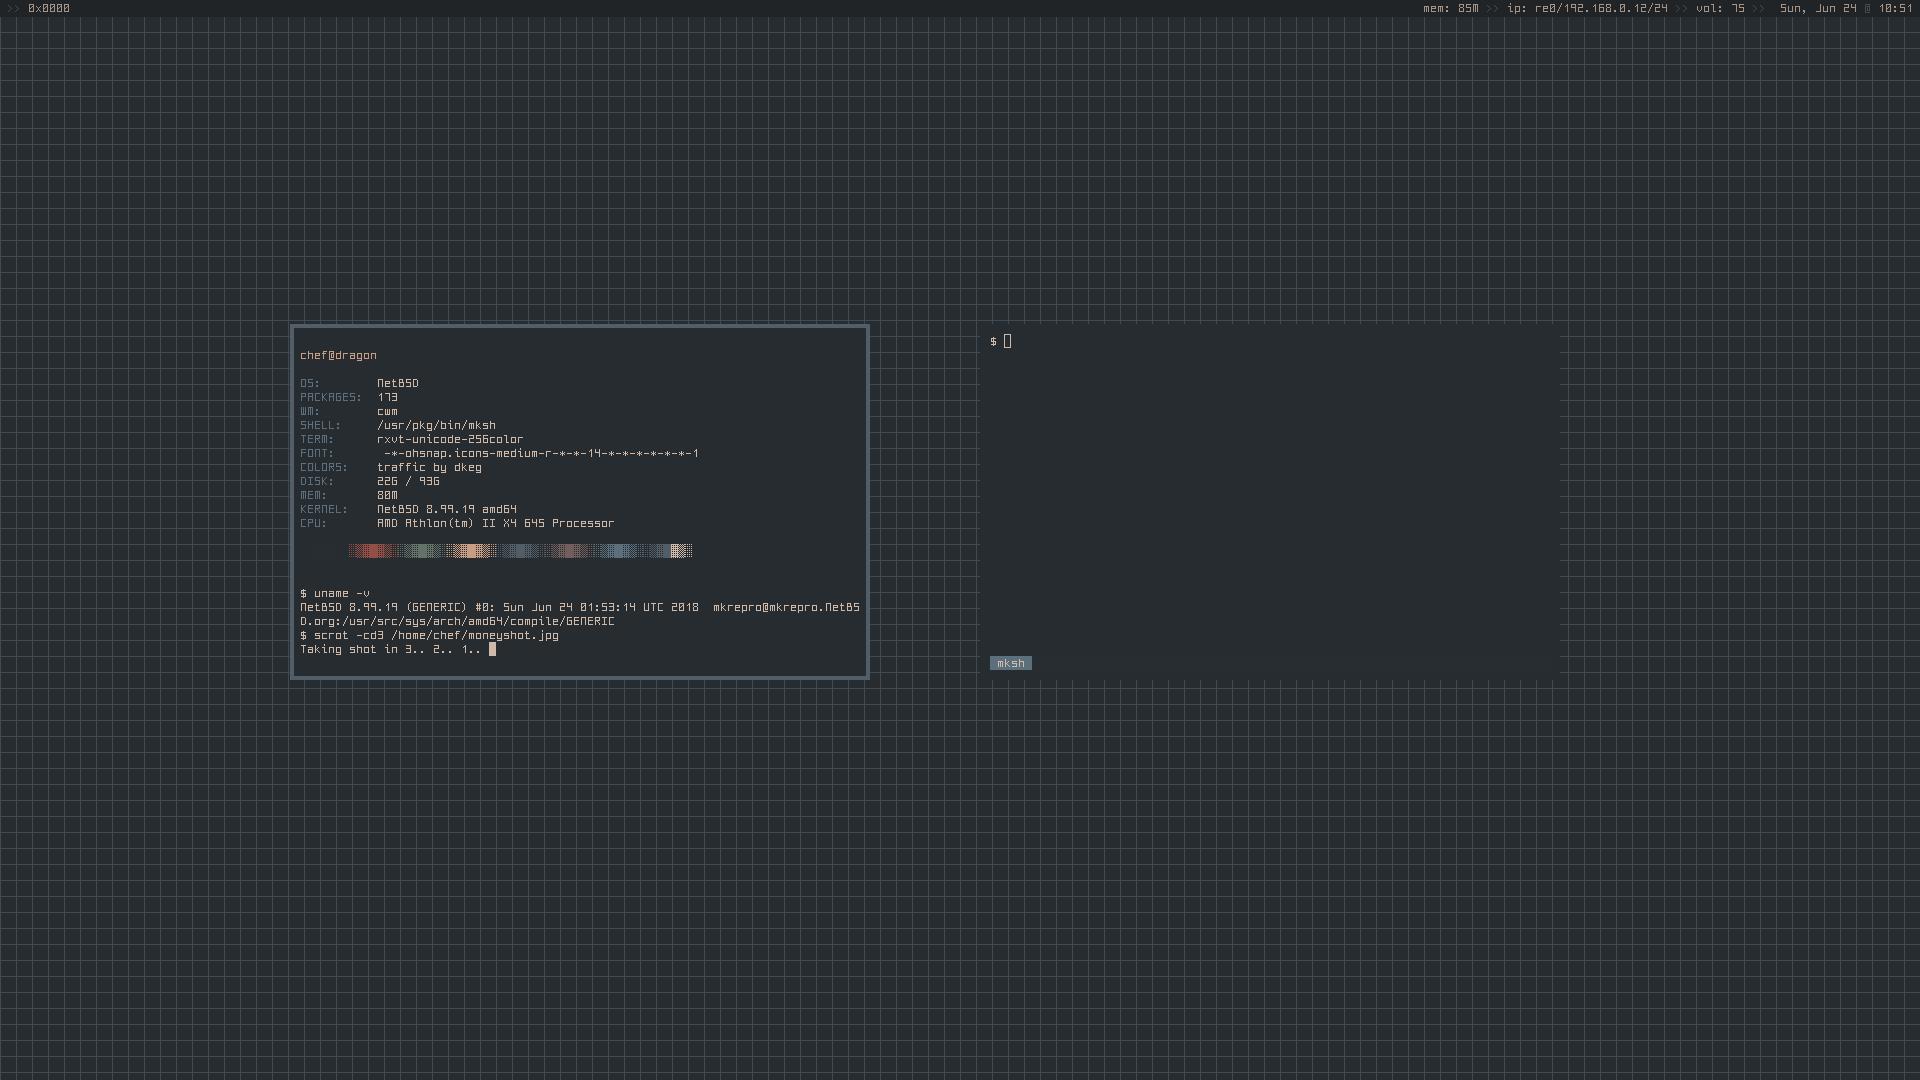 >> 0x0000
mem: 85M >> ip: re0/192.168.0.12/24 >> vol: 75 >> Sun, Jun 24 10:51
chef@dragon
OS: NetBSD
PACKAGES: 173
WM: cwm
SHELL: /usr/pkg/bin/mksh
TERM: rxvt-unicode-256color
FONT: -*-ohsnap.icons-medium-r-*-*-14-*-*-*-*-*-*-1
COLORS: traffic by dkeg
DISK: 22G / 93G
MEM: 80M
KERNEL: NetBSD 8.99.19 amd64
CPU: AMD Athlon(tm) II X4 645 Processor
$ uname -v
NetBSD 8.99.19 (GENERIC) #0: Sun Jun 24 01:53:14 UTC 2018  mkrepro@mkrepro.NetBS
D.org:/usr/src/sys/arch/amd64/compile/GENERIC
$ scrot -cd3 /home/chef/moneyshot.jpg
Taking shot in 3.. 2.. 1..
$
mksh